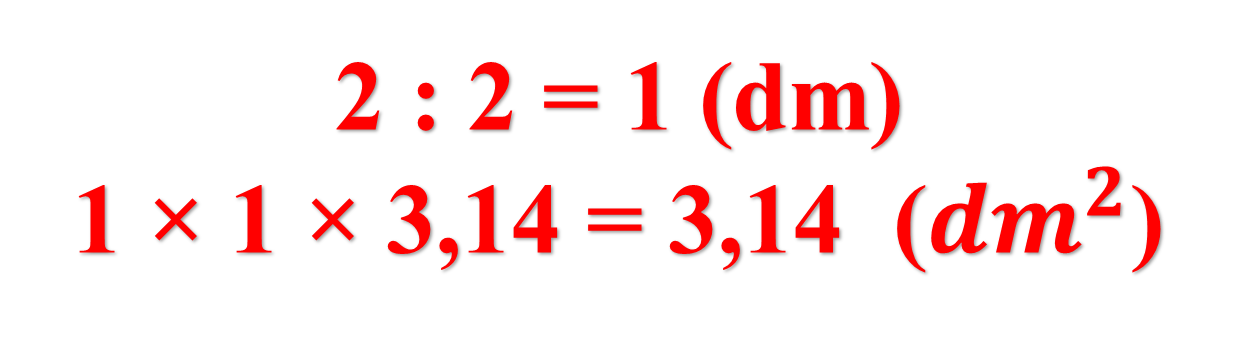 2 : 2 = 1 (dm)
1 × 1 × 3,14 = 3,14 (dm²)